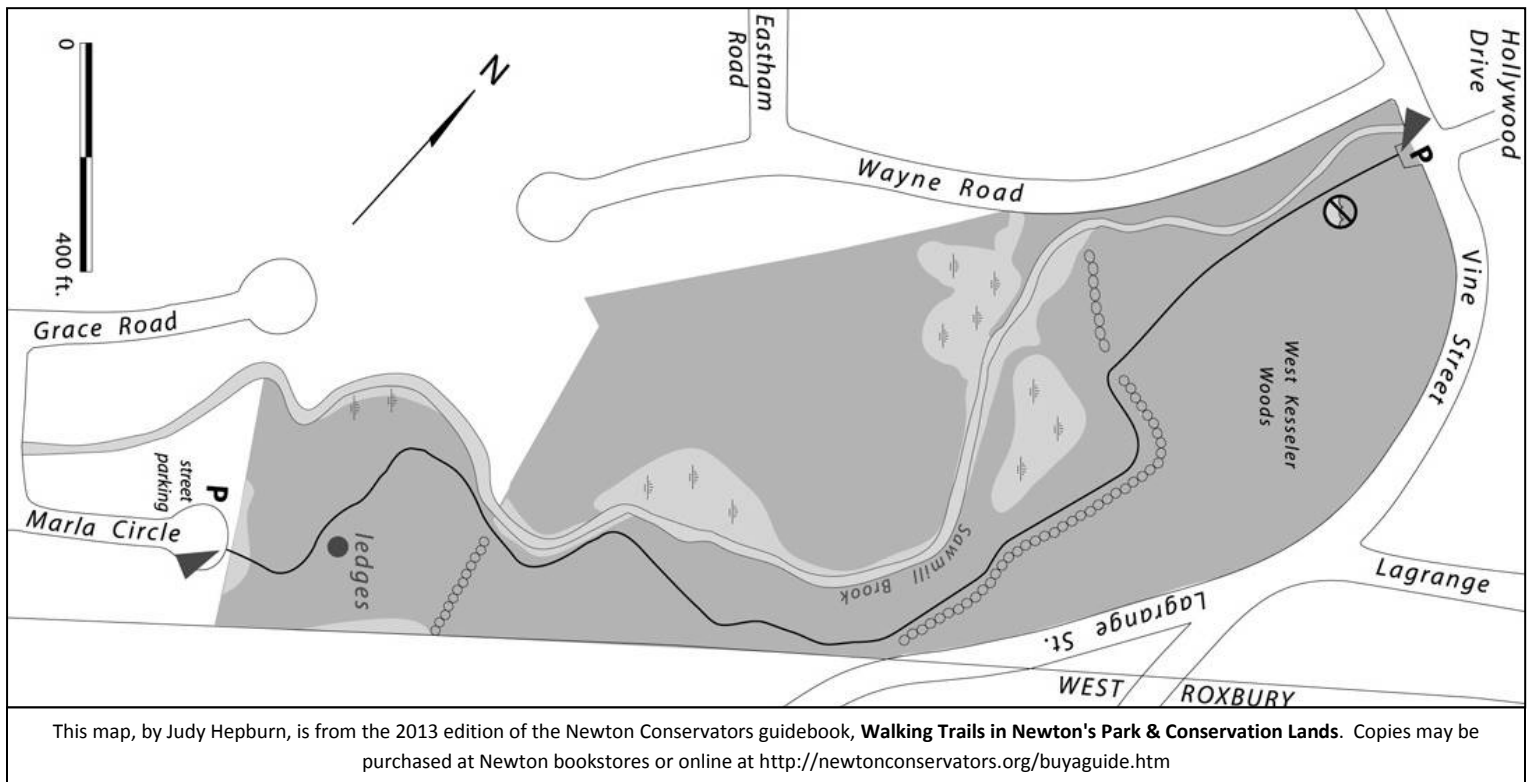 0
400 ft.
N
Eastham
Road
Hollywood
Drive
P
Wayne Road
Vine Street
Grace Road
West Kesseler
Woods
street
parking
P
Marla Circle
ledges
Sawmill Brook
Lagrange
Lagrange St.
WEST ROXBURY
This map, by Judy Hepburn, is from the 2013 edition of the Newton Conservators guidebook, Walking Trails in Newton's Park & Conservation Lands. Copies may be
purchased at Newton bookstores or online at http://newtonconservators.org/buyaguide.htm